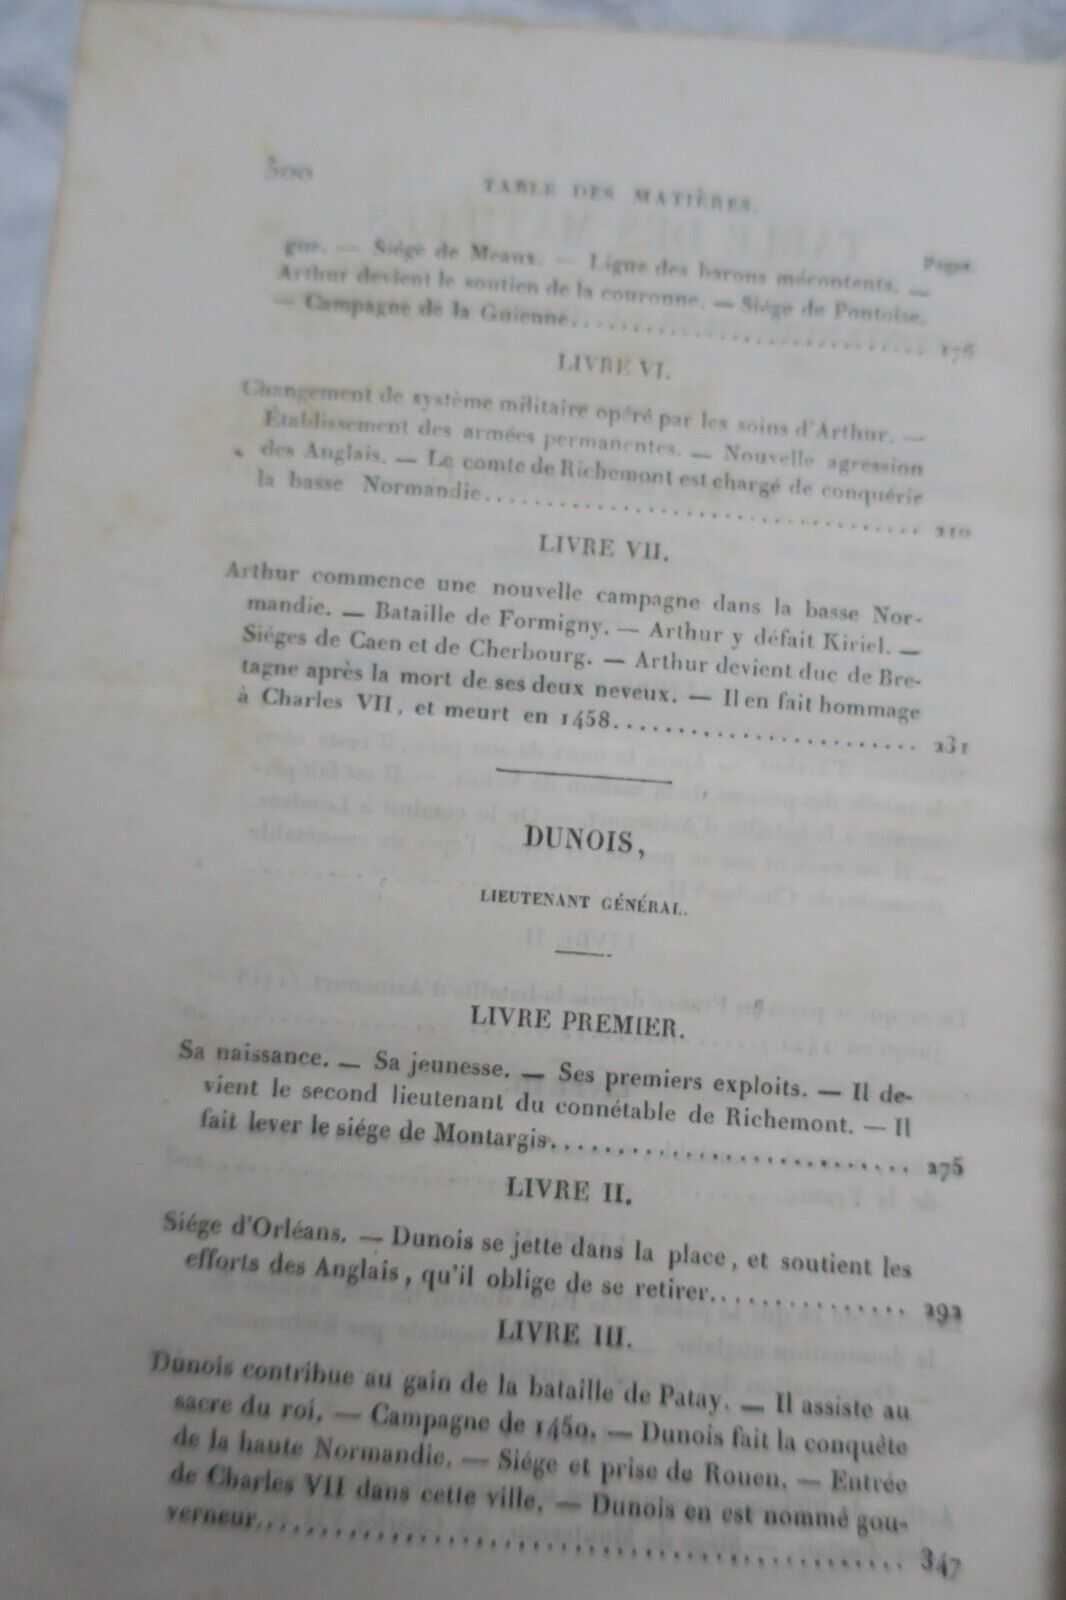 500
TABLE DES MATIÈRES.
Pages.
gue. — Siége de Meaux. — Ligue des barons mécontents. —
Arthur devient le soutien de la couronne. — Siége de Pontoise.
— Campagne de la Guienne................................ 176
LIVRE VI.
Changement de système militaire opéré par les soins d'Arthur. —
Établissement des armées permanentes. — Nouvelle agression
des Anglais. — Le comte de Richemont est chargé de conquérir
la basse Normandie..................................... 210
LIVRE VII.
Arthur commence une nouvelle campagne dans la basse Nor-
mandie. — Bataille de Formigny. — Arthur y défait Kiriel. —
Siéges de Caen et de Cherbourg. — Arthur devient duc de Bre-
tagne après la mort de ses deux neveux. — Il en fait hommage
à Charles VII, et meurt en 1458........................ 231
DUNOIS,
LIEUTENANT GÉNÉRAL.
LIVRE PREMIER.
Sa naissance. — Sa jeunesse. — Ses premiers exploits. — Il de-
vient le second lieutenant du connétable de Richemont. — Il
fait lever le siége de Montargis........................... 275
LIVRE II.
Siége d'Orléans. — Dunois se jette dans la place, et soutient les
efforts des Anglais, qu'il oblige de se retirer............... 292
LIVRE III.
Dunois contribue au gain de la bataille de Patay. — Il assiste au
sacre du roi. — Campagne de 1450. — Dunois fait la conquête
de la haute Normandie. — Siége et prise de Rouen. — Entrée
de Charles VII dans cette ville. — Dunois en est nommé gou-
verneur.................................................. 347